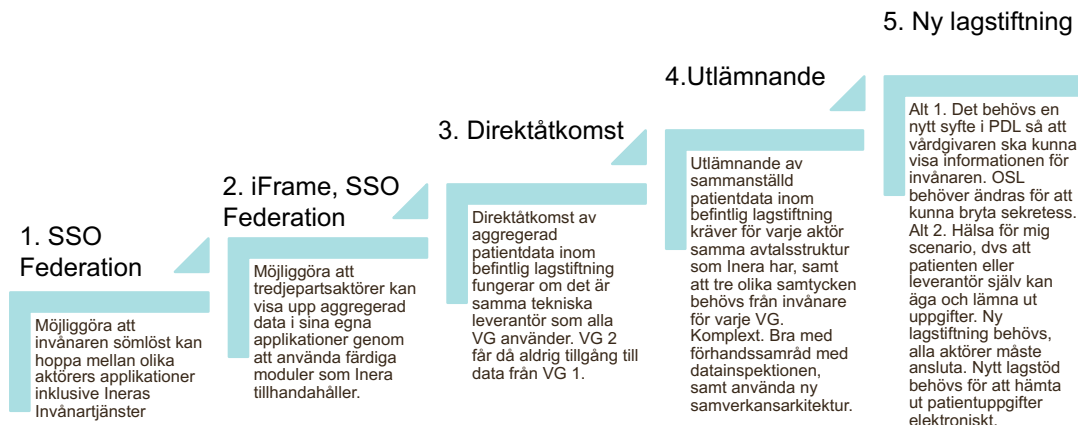 1. SSO
Federation
Möjliggöra att
invånaren sömlöst kan
hoppa mellan olika
aktörers applikationer
inklusive Ineras
Invånartjänster
2. iFrame, SSO
Federation
Möjliggöra att
tredjepartsaktörer kan
visa upp aggregerad
data i sina egna
applikationer genom
att använda färdiga
moduler som Inera
tillhandahåller.
3. Direktåtkomst
Direktåtkomst av
aggregerad
patientdata inom
befintlig lagstiftning
fungerar om det är
samma tekniska
leverantör som alla
VG använder. VG 2
får då aldrig tillgång till
data från VG 1.
4.Utlämnande
Utlämnande av
sammanställd
patientdata inom
befintlig lagstiftning
kräver för varje aktör
samma avtalsstruktur
som Inera har, samt
att tre olika samtycken
behövs från invånare
för varje VG.
Komplext. Bra med
förhandssamråd med
datainspektionen,
samt använda ny
samverkansarkitektur.
5. Ny lagstiftning
Alt 1. Det behövs en
nytt syfte i PDL så att
vårdgivaren ska kunna
visa informationen för
invånaren. OSL
behöver ändras för att
kunna bryta sekretess.
Alt 2. Hälsa för mig
scenario, dvs att
patienten eller
leverantör själv kan
äga och lämna ut
uppgifter. Ny
lagstiftning behövs,
alla aktörer måste
ansluta. Nytt lagstöd
behövs för att hämta
ut patientuppgifter
elektroniskt.